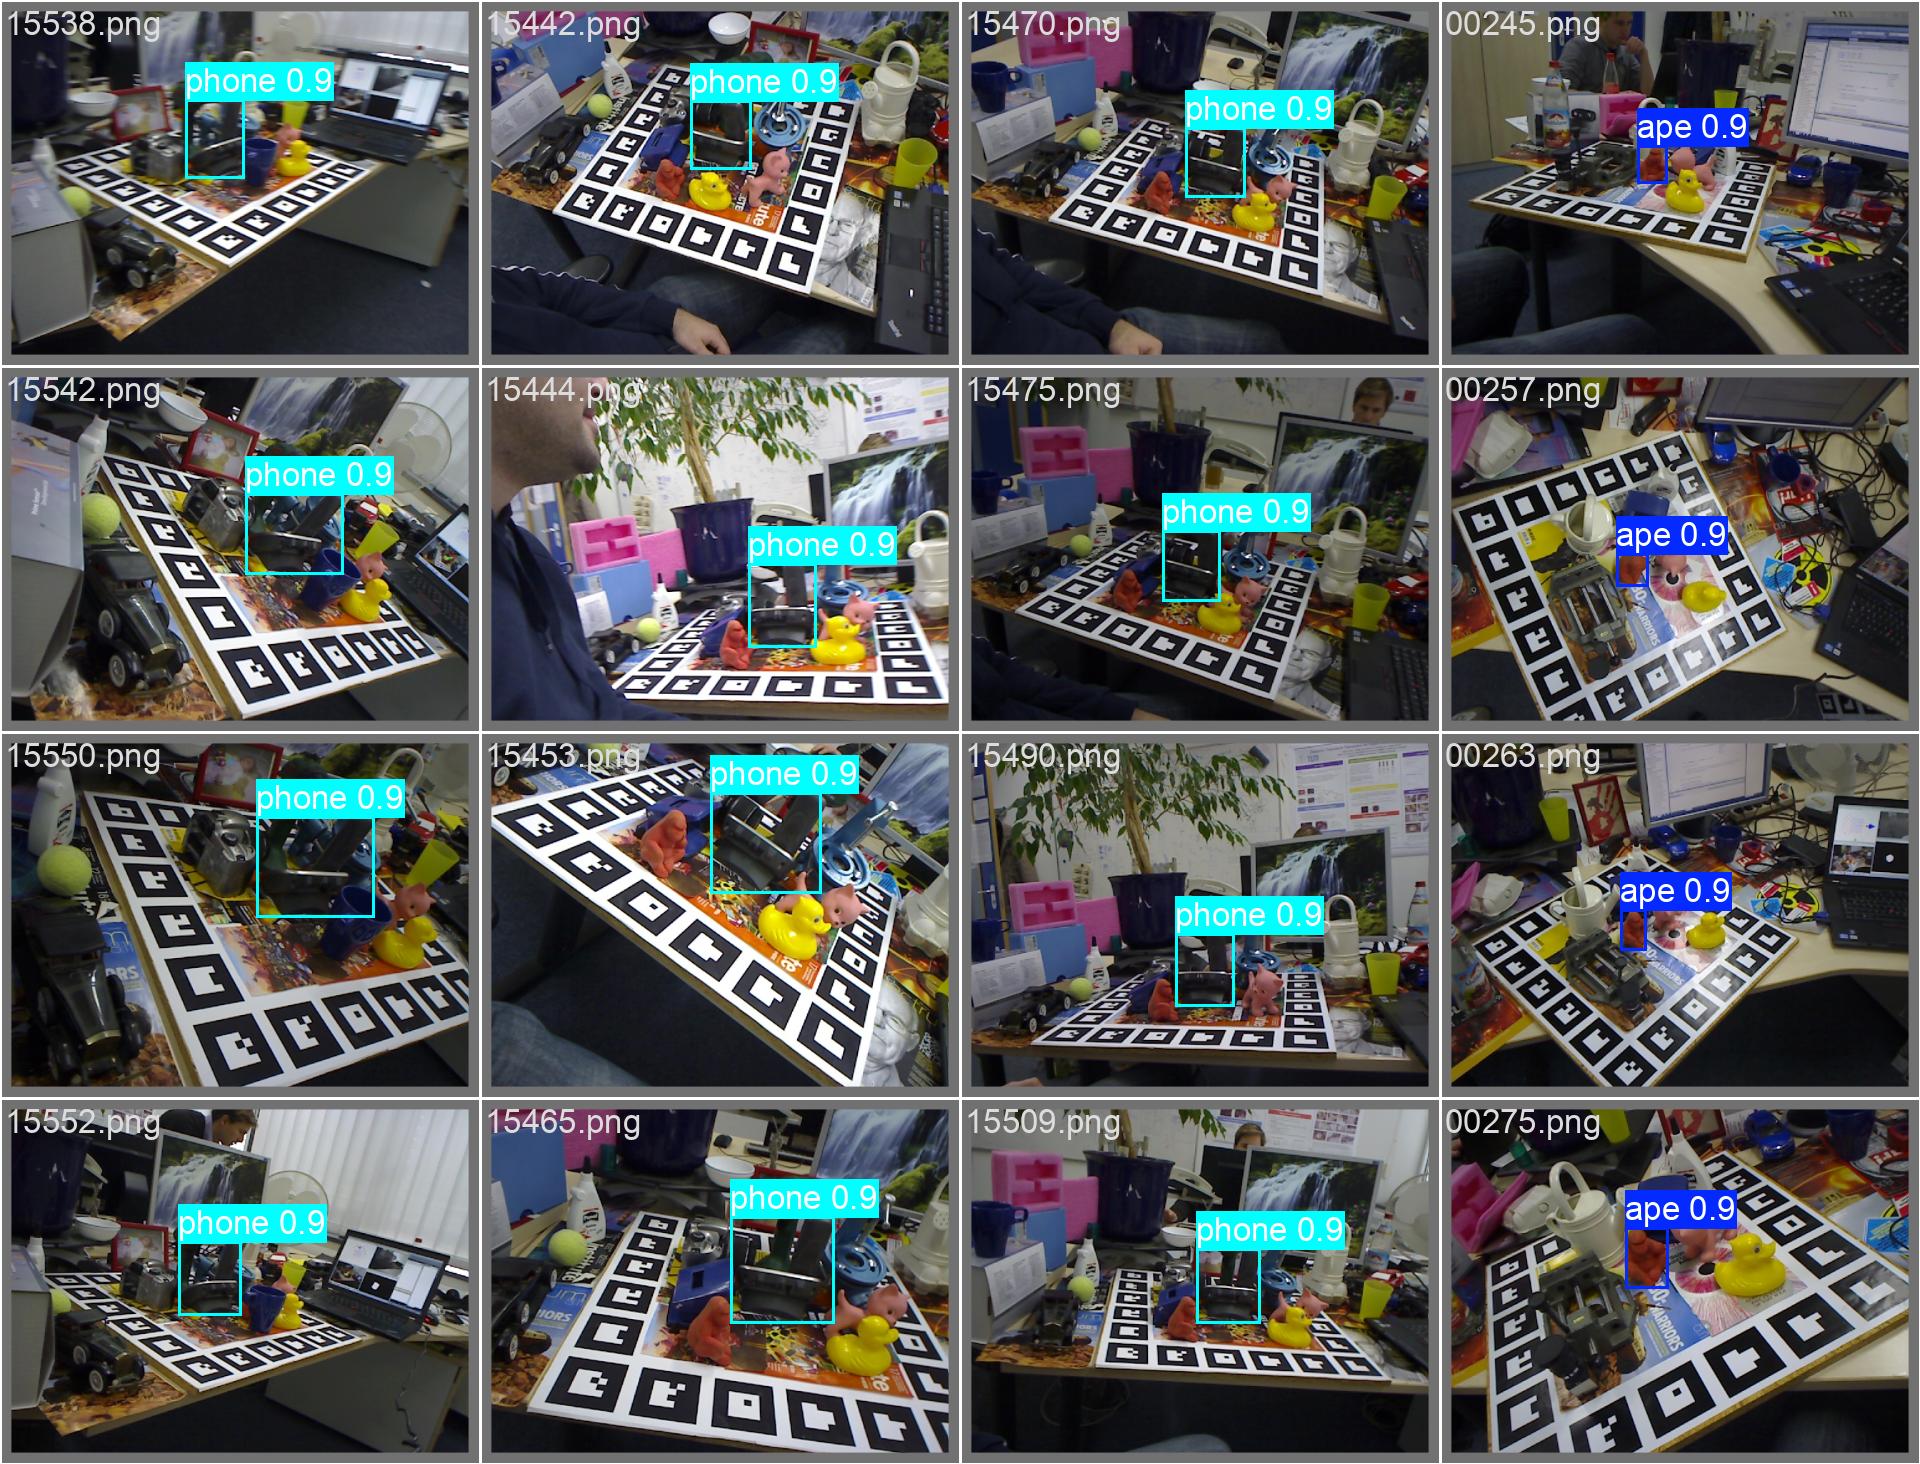 15538.png
phone 0.9
15442.png
phone 0.9
15470.png
phone 0.9
00245.png
ape 0.9
15542.png
phone 0.9
15444.png
phone 0.9
15475.png
phone 0.9
00257.png
ape 0.9
15550.png
phone 0.9
15453.png
phone 0.9
15490.png
phone 0.9
00263.png
ape 0.9
15552.png
phone 0.9
15465.png
phone 0.9
15509.png
phone 0.9
00275.png
ape 0.9